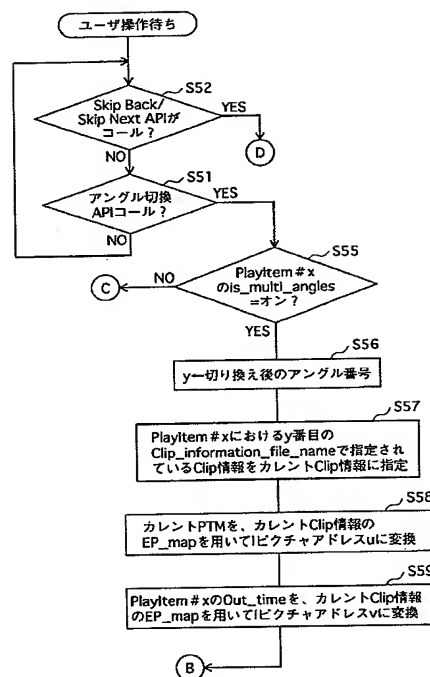 ユーザ操作待ち
S52
Skip Back/
Skip Next APIが
コール?
YES
D
NO
S51
アングル切換
APIコール?
YES
NO
S55
PlayItem#x
のis_multi_angles
=オン?
NO
C
YES
S56
y←切り換え後のアングル番号
S57
PlayItem#xにおけるy番目の
Clip_information_file_nameで指定され
ているClip情報をカレントClip情報に指定
S58
カレントPTMを、カレントClip情報の
EP_mapを用いてIピクチャアドレスuに変換
S59
PlayItem#xのOut_timeを、カレントClip情報
のEP_mapを用いてIピクチャアドレスvに変換
B